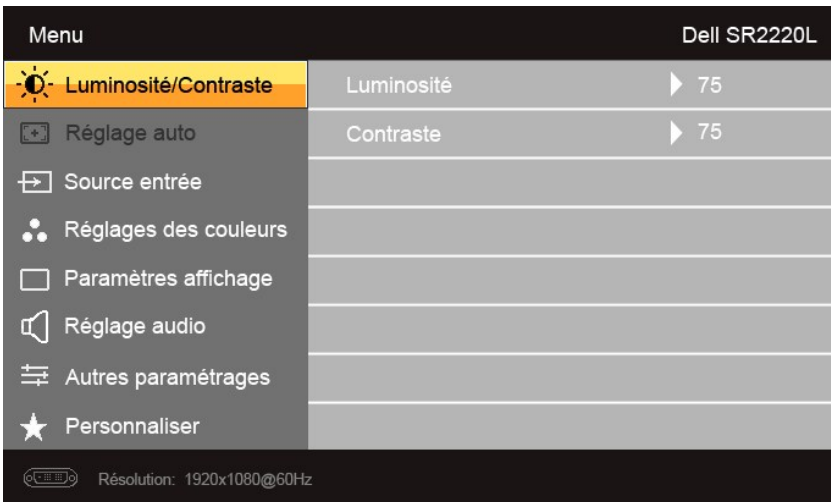 Menu Dell SR2220L
Luminosité/Contraste Luminosité 75
Réglage auto Contraste 75
Source entrée
Réglages des couleurs
Paramètres affichage
Réglage audio
Autres paramétrages
Personnaliser
Résolution: 1920x1080@60Hz